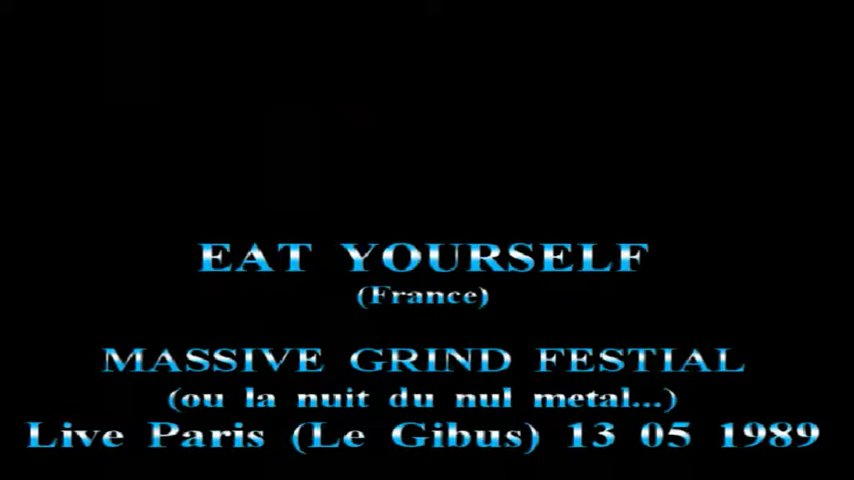 EAT YOURSELF
(France)
MASSIVE GRIND FESTIAL
(ou la nuit du nul metal...)
Live Paris (Le Gibus) 13 05 1989